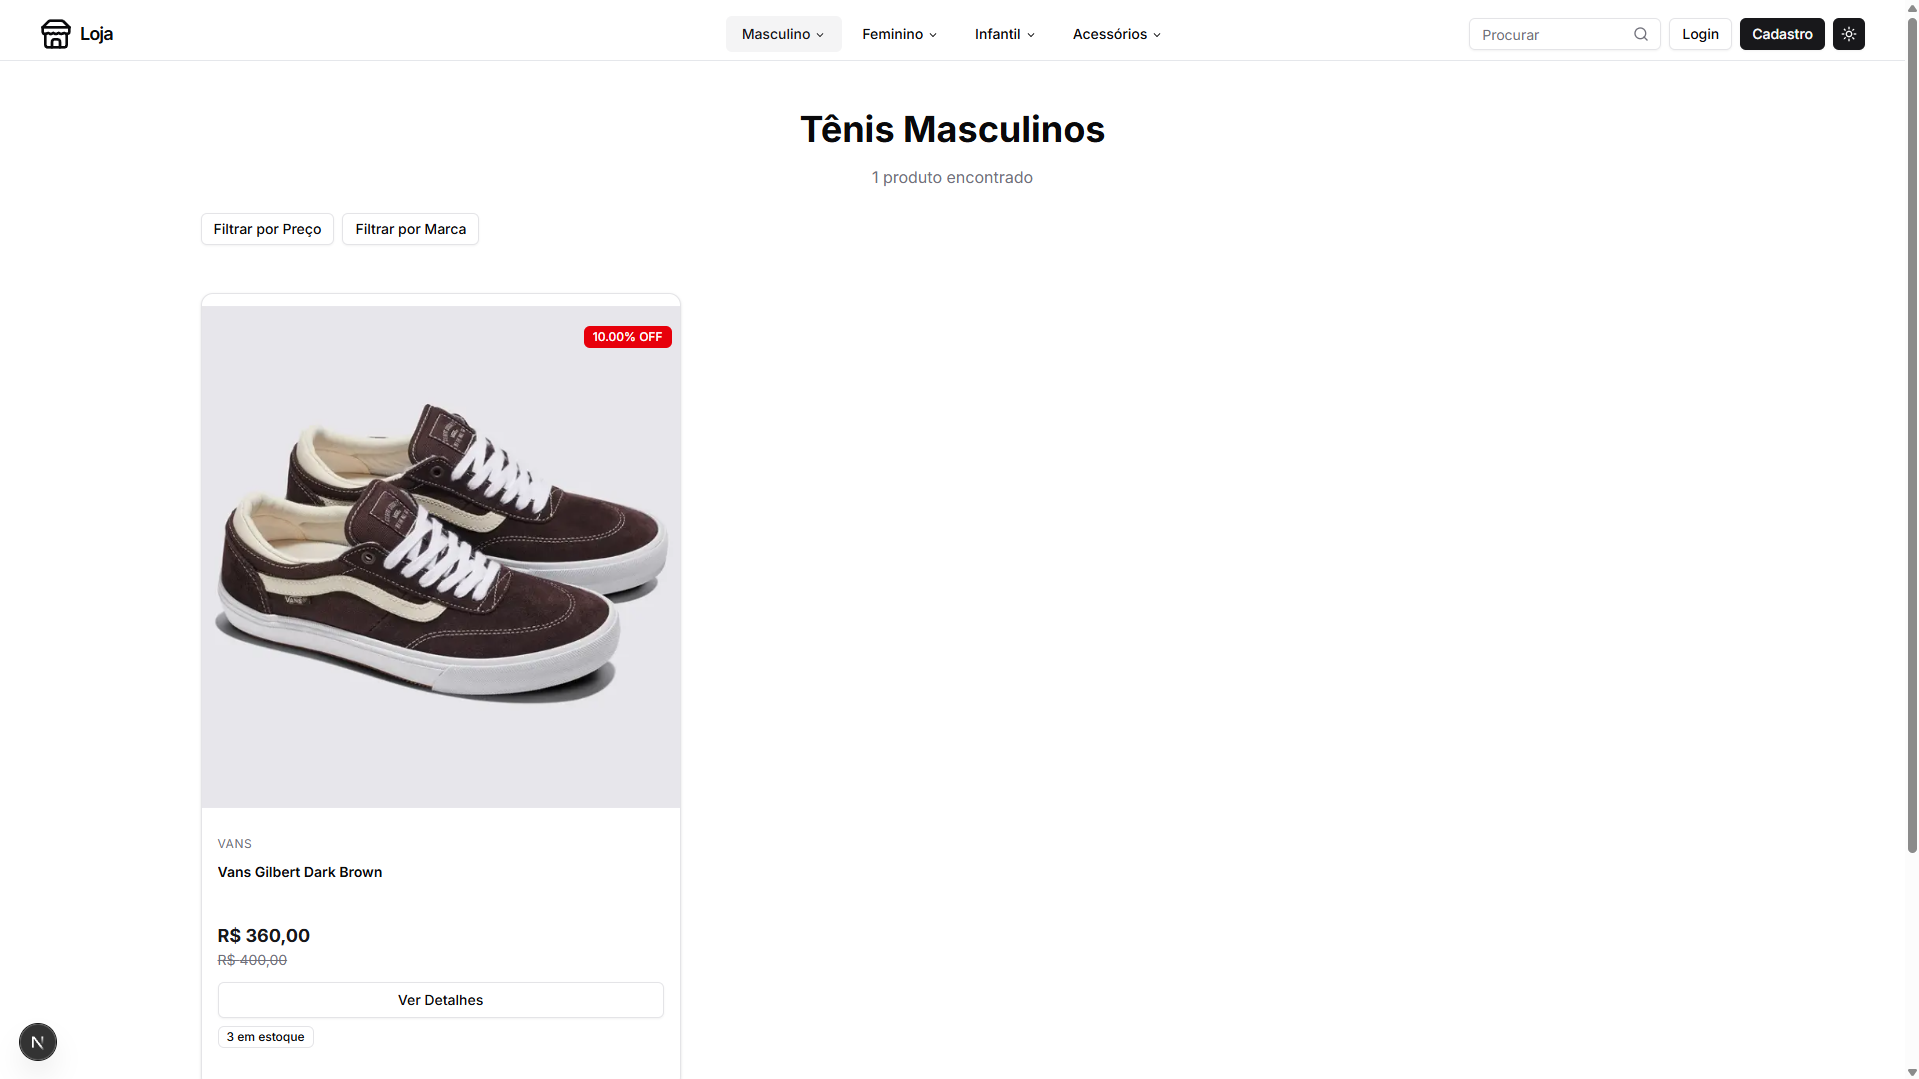 Loja
Masculino
Feminino
Infantil
Acessórios
Procurar
Login
Cadastro
Tênis Masculinos
1 produto encontrado
Filtrar por Preço
Filtrar por Marca
10.00% OFF
VANS
Vans Gilbert Dark Brown
R$ 360,00
R$ 400,00
Ver Detalhes
3 em estoque
N